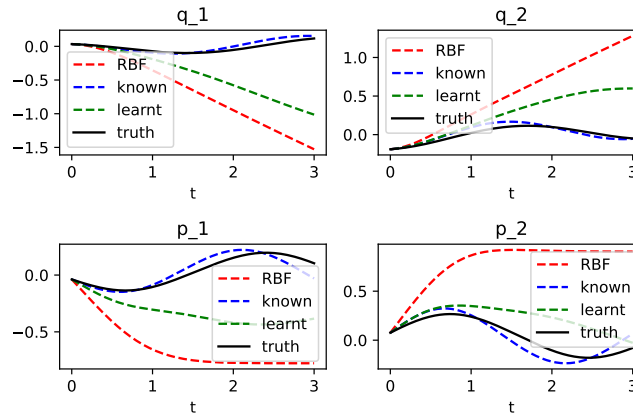 q_1
q_2
0.0
−0.5
−1.0
−1.5
RBF
known
learnt
truth
0
1
2
3
t
1.0
0.5
0.0
RBF
known
learnt
truth
0
1
2
3
t
p_1
p_2
0.0
−0.5
RBF
known
learnt
truth
0
1
2
3
t
0.5
0.0
RBF
known
learnt
truth
0
1
2
3
t